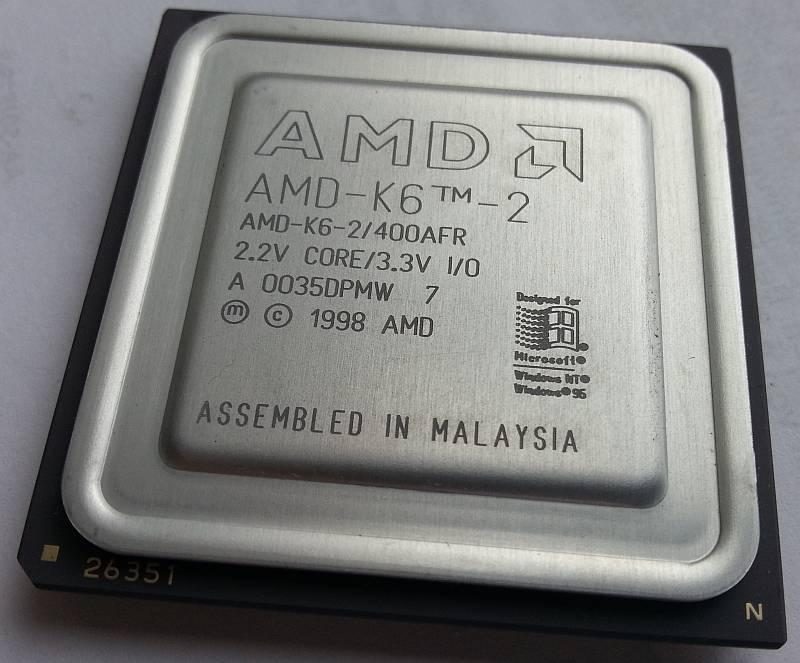 AMD
AMD-K6™-2
AMD-K6-2/400AFR
2.2V CORE/3.3V I/O
A 0035DPMW 7
ⓜ © 1998 AMD
Designed for
Microsoft®
Windows NT®
Windows® 95
ASSEMBLED IN MALAYSIA
26351
N